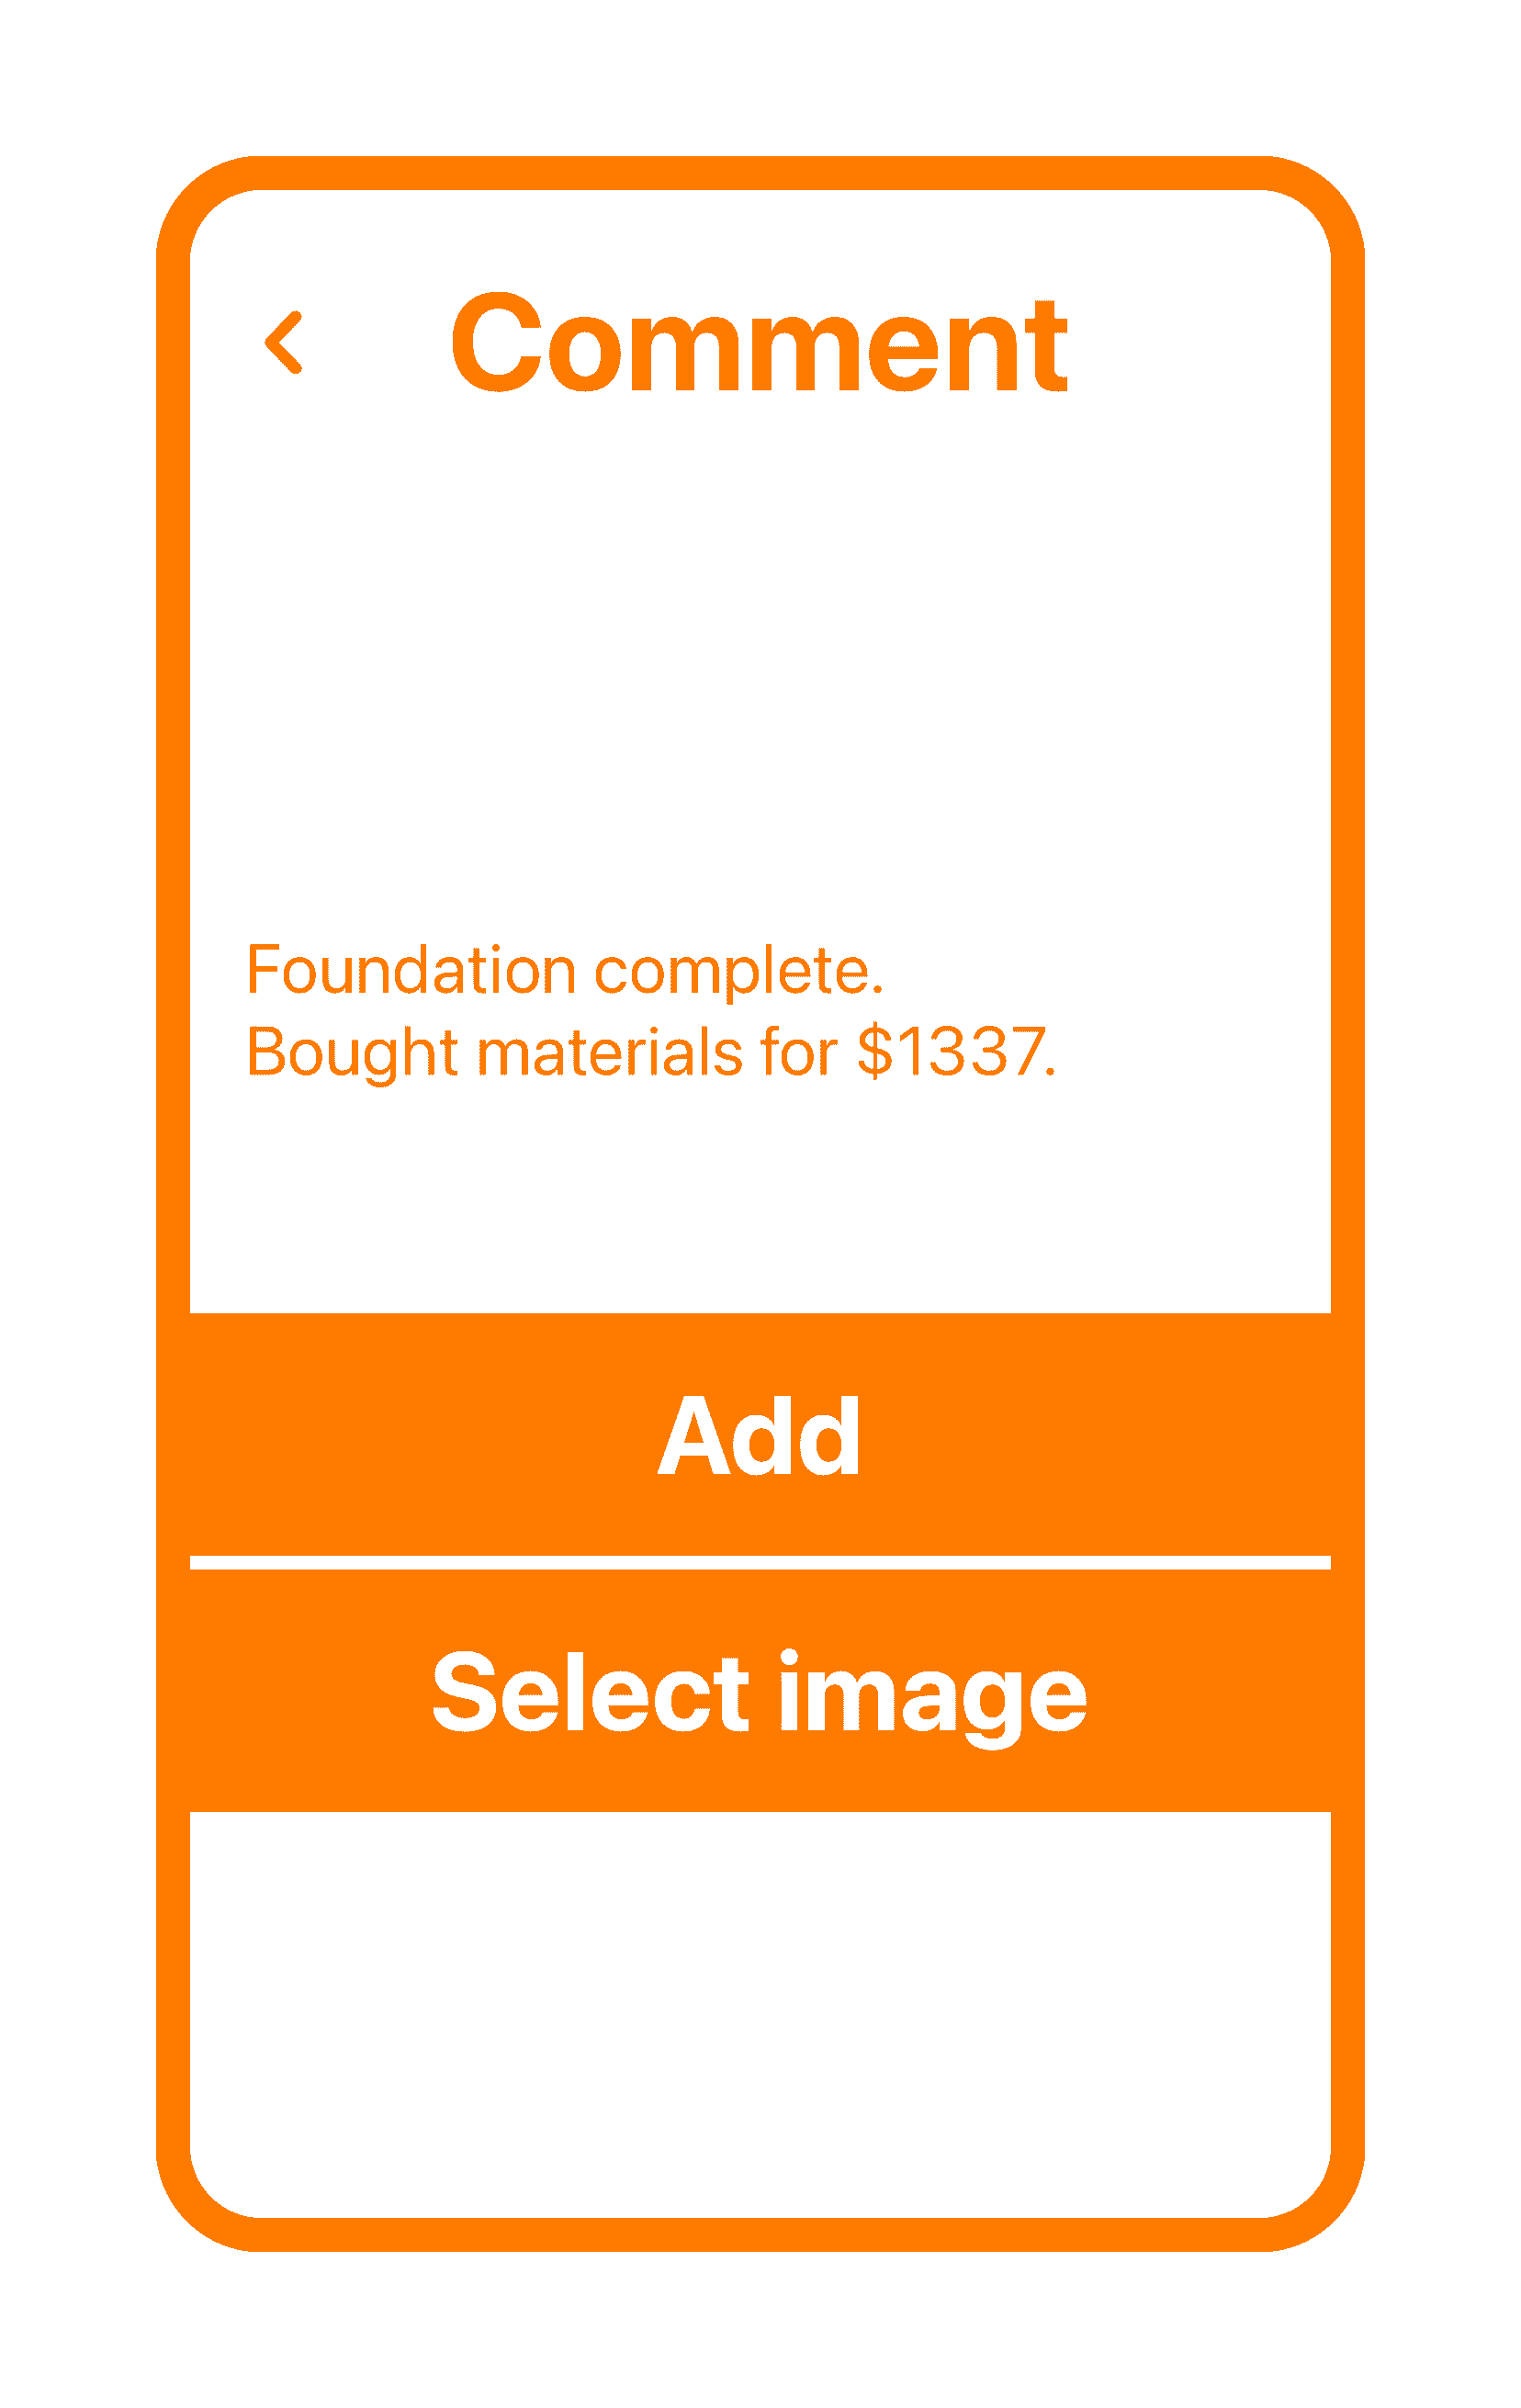 Comment
Foundation complete.
Bought materials for $1337.
Add
Select image